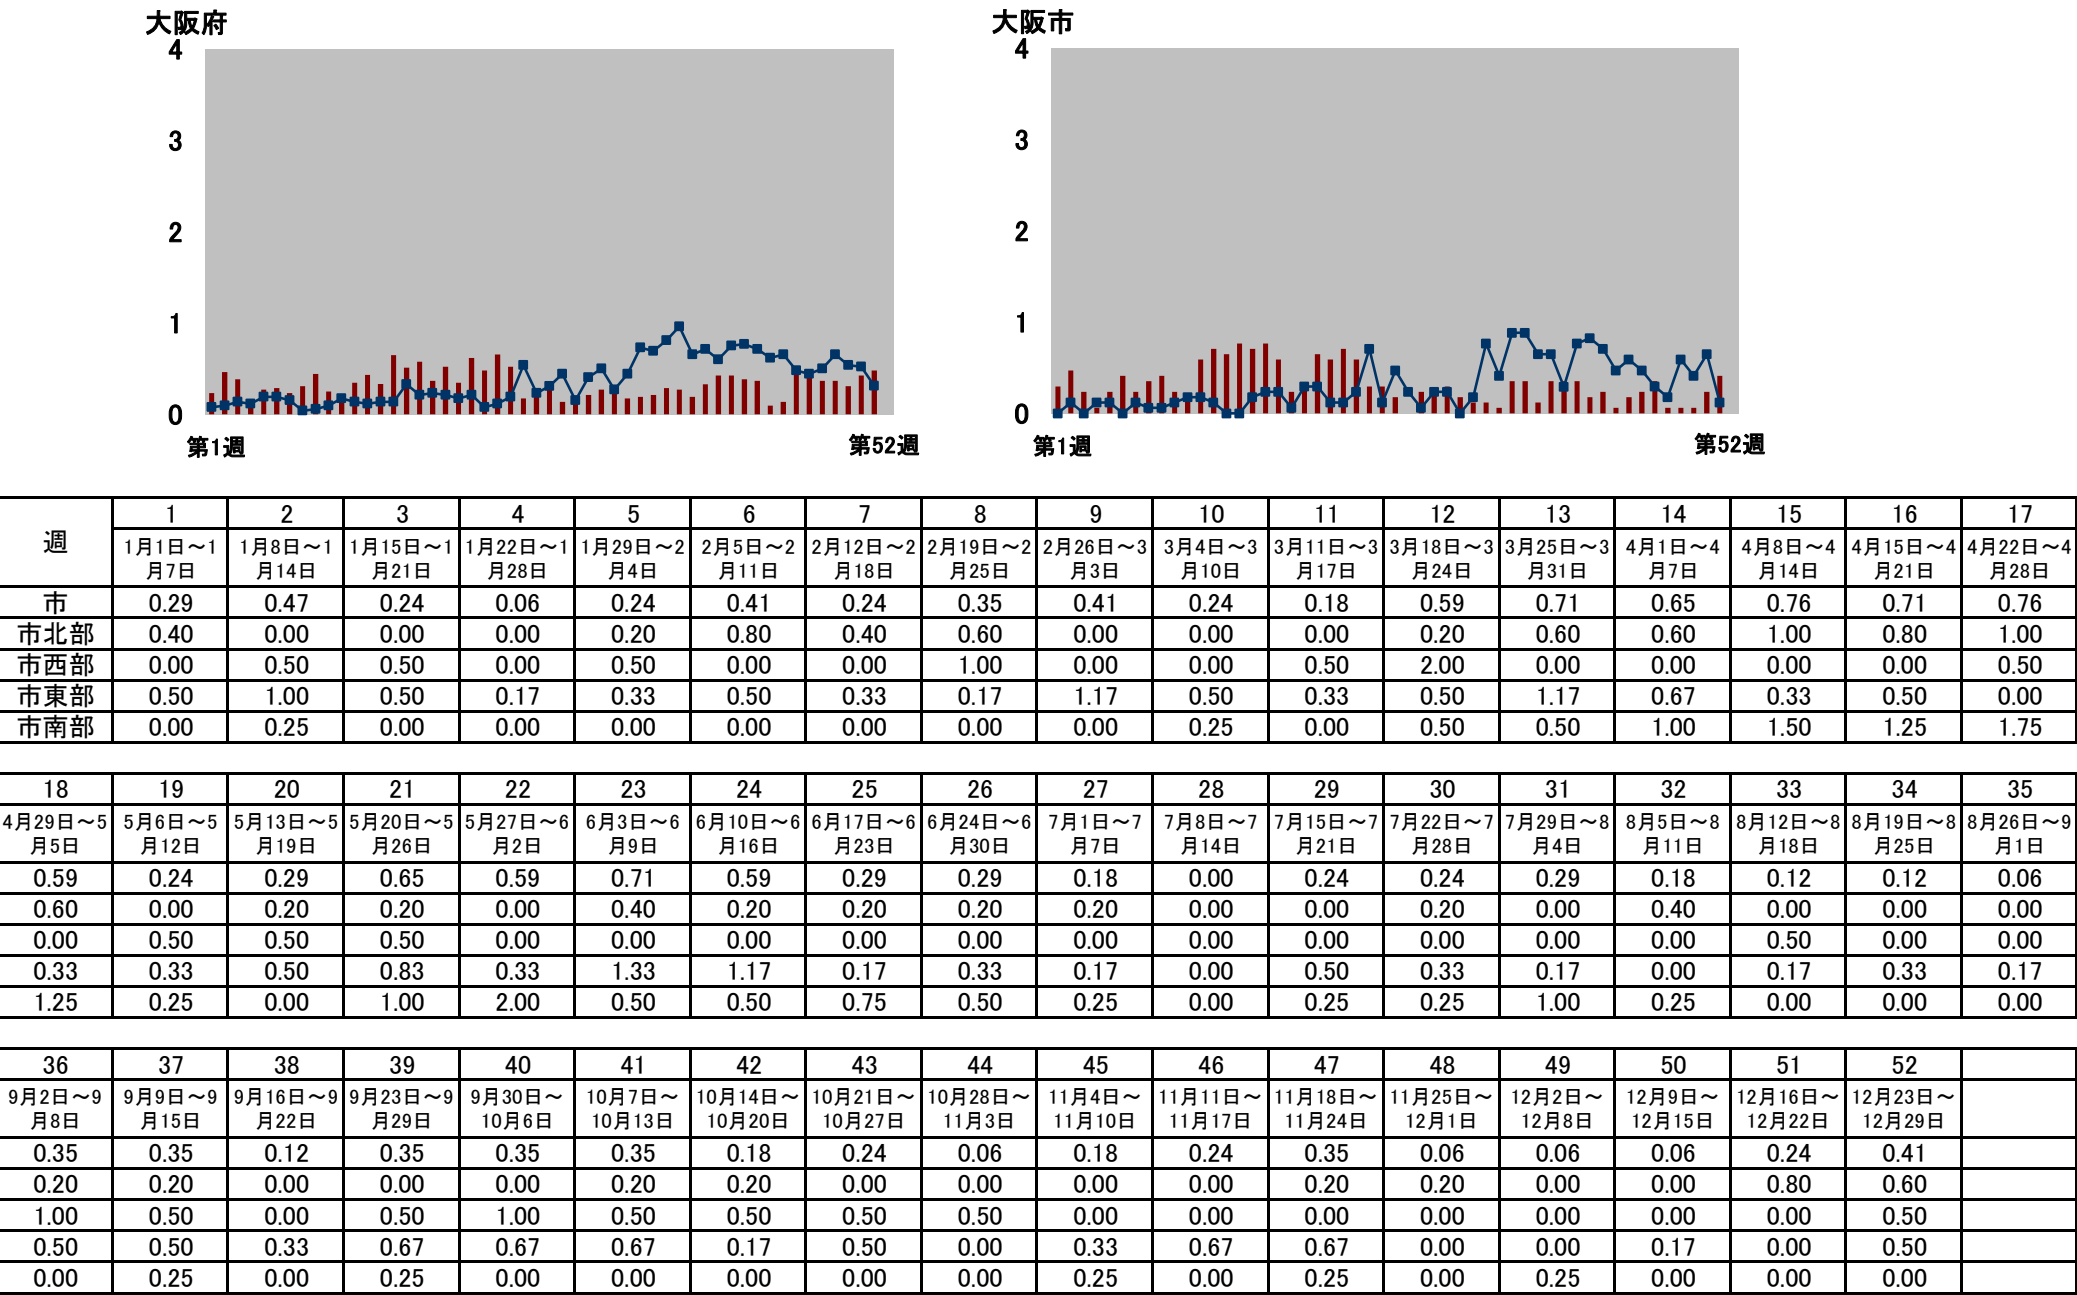 大阪府
4
3
2
1
0
第1週 第52週
大阪市
4
3
2
1
0
第1週 第52週
週 1 2 3 4 5 6 7 8 9 10 11 12 13 14 15 16 17
1月1日～1月7日 1月8日～1月14日 1月15日～1月21日 1月22日～1月28日 1月29日～2月4日 2月5日～2月11日 2月12日～2月18日 2月19日～2月25日 2月26日～3月3日 3月4日～3月10日 3月11日～3月17日 3月18日～3月24日 3月25日～3月31日 4月1日～4月7日 4月8日～4月14日 4月15日～4月21日 4月22日～4月28日
市 0.29 0.47 0.24 0.06 0.24 0.41 0.24 0.35 0.41 0.24 0.18 0.59 0.71 0.65 0.76 0.71 0.76
市北部 0.40 0.00 0.00 0.00 0.20 0.80 0.40 0.60 0.00 0.00 0.00 0.20 0.60 0.60 1.00 0.80 1.00
市西部 0.00 0.50 0.50 0.00 0.50 0.00 0.00 1.00 0.00 0.00 0.50 2.00 0.00 0.00 0.00 0.00 0.50
市東部 0.50 1.00 0.50 0.17 0.33 0.50 0.33 0.17 1.17 0.50 0.33 0.50 1.17 0.67 0.33 0.50 0.00
市南部 0.00 0.25 0.00 0.00 0.00 0.00 0.00 0.00 0.00 0.25 0.00 0.50 0.50 1.00 1.50 1.25 1.75
18 19 20 21 22 23 24 25 26 27 28 29 30 31 32 33 34 35
4月29日～5月5日 5月6日～5月12日 5月13日～5月19日 5月20日～5月26日 5月27日～6月2日 6月3日～6月9日 6月10日～6月16日 6月17日～6月23日 6月24日～6月30日 7月1日～7月7日 7月8日～7月14日 7月15日～7月21日 7月22日～7月28日 7月29日～8月4日 8月5日～8月11日 8月12日～8月18日 8月19日～8月25日 8月26日～9月1日
0.59 0.24 0.29 0.65 0.59 0.71 0.59 0.29 0.29 0.18 0.00 0.24 0.24 0.29 0.18 0.12 0.12 0.06
0.60 0.00 0.20 0.20 0.00 0.40 0.20 0.20 0.20 0.20 0.00 0.00 0.20 0.00 0.40 0.00 0.00 0.00
0.00 0.50 0.50 0.50 0.00 0.00 0.00 0.00 0.00 0.00 0.00 0.00 0.00 0.00 0.00 0.50 0.00 0.00
0.33 0.33 0.50 0.83 0.33 1.33 1.17 0.17 0.33 0.17 0.00 0.50 0.33 0.17 0.00 0.17 0.33 0.17
1.25 0.25 0.00 1.00 2.00 0.50 0.50 0.75 0.50 0.25 0.00 0.25 0.25 1.00 0.25 0.00 0.00 0.00
36 37 38 39 40 41 42 43 44 45 46 47 48 49 50 51 52
9月2日～9月8日 9月9日～9月15日 9月16日～9月22日 9月23日～9月29日 9月30日～10月6日 10月7日～10月13日 10月14日～10月20日 10月21日～10月27日 10月28日～11月3日 11月4日～11月10日 11月11日～11月17日 11月18日～11月24日 11月25日～12月1日 12月2日～12月8日 12月9日～12月15日 12月16日～12月22日 12月23日～12月29日
0.35 0.35 0.12 0.35 0.35 0.35 0.18 0.24 0.06 0.18 0.24 0.35 0.06 0.06 0.06 0.24 0.41
0.20 0.20 0.00 0.00 0.00 0.20 0.20 0.00 0.00 0.00 0.00 0.20 0.20 0.00 0.00 0.80 0.60
1.00 0.50 0.00 0.50 1.00 0.50 0.50 0.50 0.50 0.00 0.00 0.00 0.00 0.00 0.00 0.00 0.50
0.50 0.50 0.33 0.67 0.67 0.67 0.17 0.50 0.00 0.33 0.67 0.67 0.00 0.00 0.17 0.00 0.50
0.00 0.25 0.00 0.25 0.00 0.00 0.00 0.00 0.00 0.25 0.00 0.25 0.00 0.25 0.00 0.00 0.00